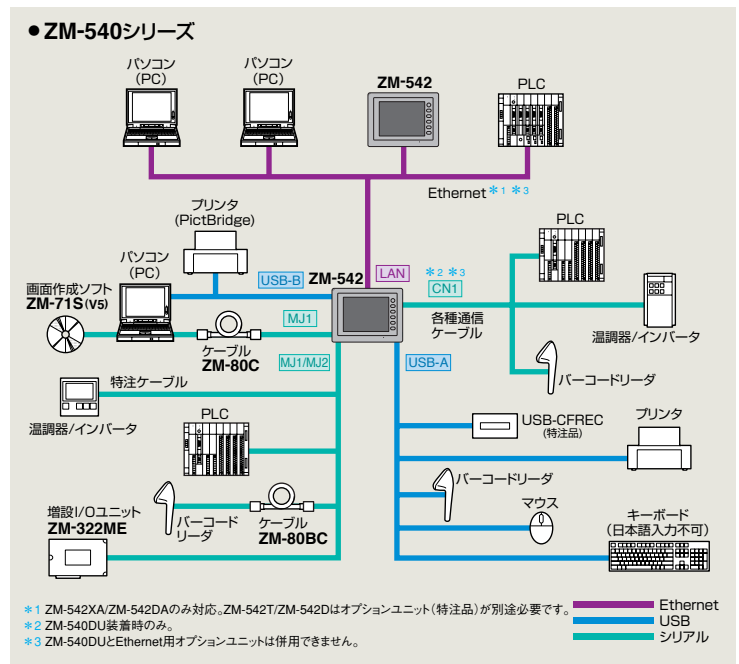 ●ZM-540シリーズ
パソコン
(PC)
パソコン
(PC)
ZM-542
PLC
Ethernet＊1 ＊3
プリンタ
(PictBridge)
PLC
パソコン
(PC)
USB-B
ZM-542
LAN
＊2 ＊3
CN1
画面作成ソフト
ZM-71S(V5)
MJ1
各種通信
ケーブル
温調器/インバータ
ケーブル
ZM-80C
MJ1/MJ2
USB-A
バーコードリーダ
特注ケーブル
温調器/インバータ
PLC
USB-CFREC
(特注品)
プリンタ
バーコードリーダ
マウス
キーボード
(日本語入力不可)
増設I/Oユニット
ZM-322ME
バーコード
リーダ
ケーブル
ZM-80BC
＊1 ZM-542XA/ZM-542DAのみ対応。ZM-542T/ZM-542Dはオプションユニット(特注品)が別途必要です。
＊2 ZM-540DU装着時のみ。
＊3 ZM-540DUとEthernet用オプションユニットは併用できません。
Ethernet
USB
シリアル